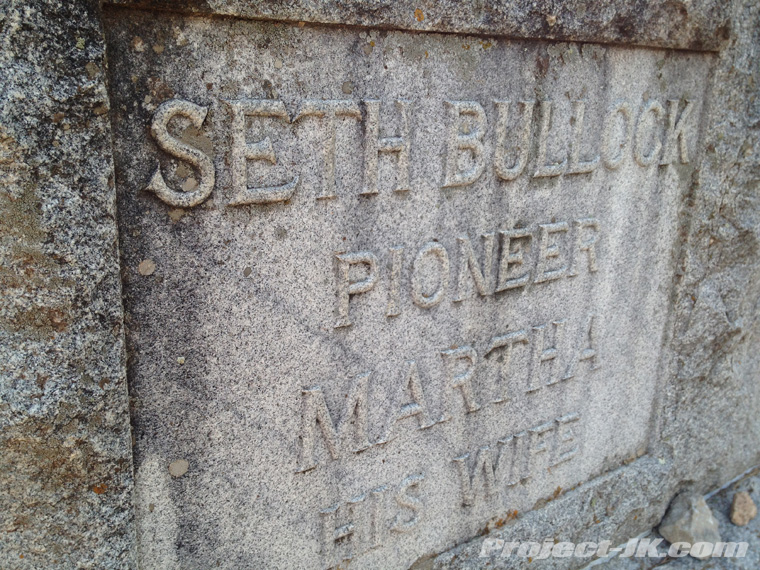 SETH BULLOCK
PIONEER
MARTHA
HIS WIFE
Project-JK.com